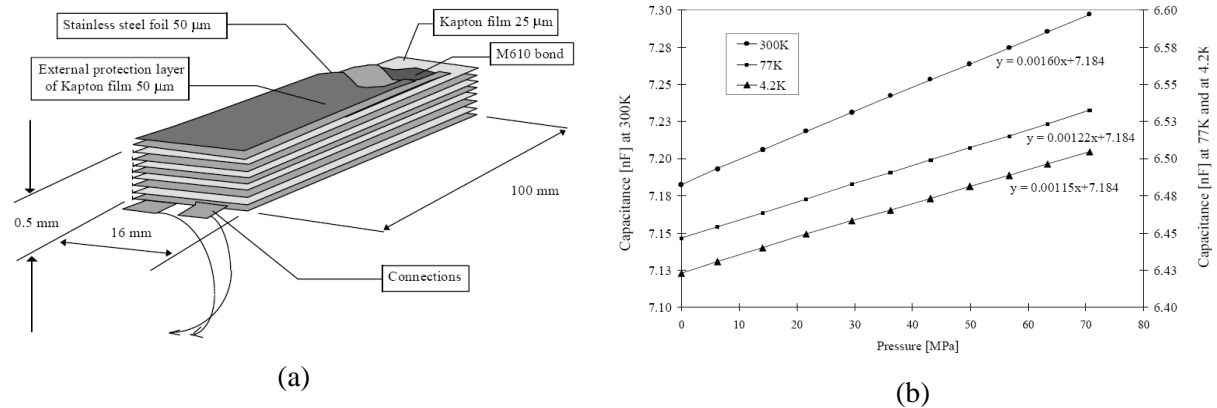 Stainless steel foil 50 μm
Kapton film 25 μm
M610 bond
External protection layer
of Kapton film 50 μm
100 mm
0.5 mm
16 mm
Connections
(a)
7.30
7.28
7.25
7.23
7.20
7.18
7.15
7.13
7.10
Capacitance [nF] at 300K
300K
77K
4.2K
y = 0.00160x+7.184
y = 0.00122x+7.184
y = 0.00115x+7.184
6.60
6.58
6.55
6.53
6.50
6.48
6.45
6.43
6.40
Capacitance [nF] at 77K and at 4.2K
0 10 20 30 40 50 60 70 80
Pressure [MPa]
(b)